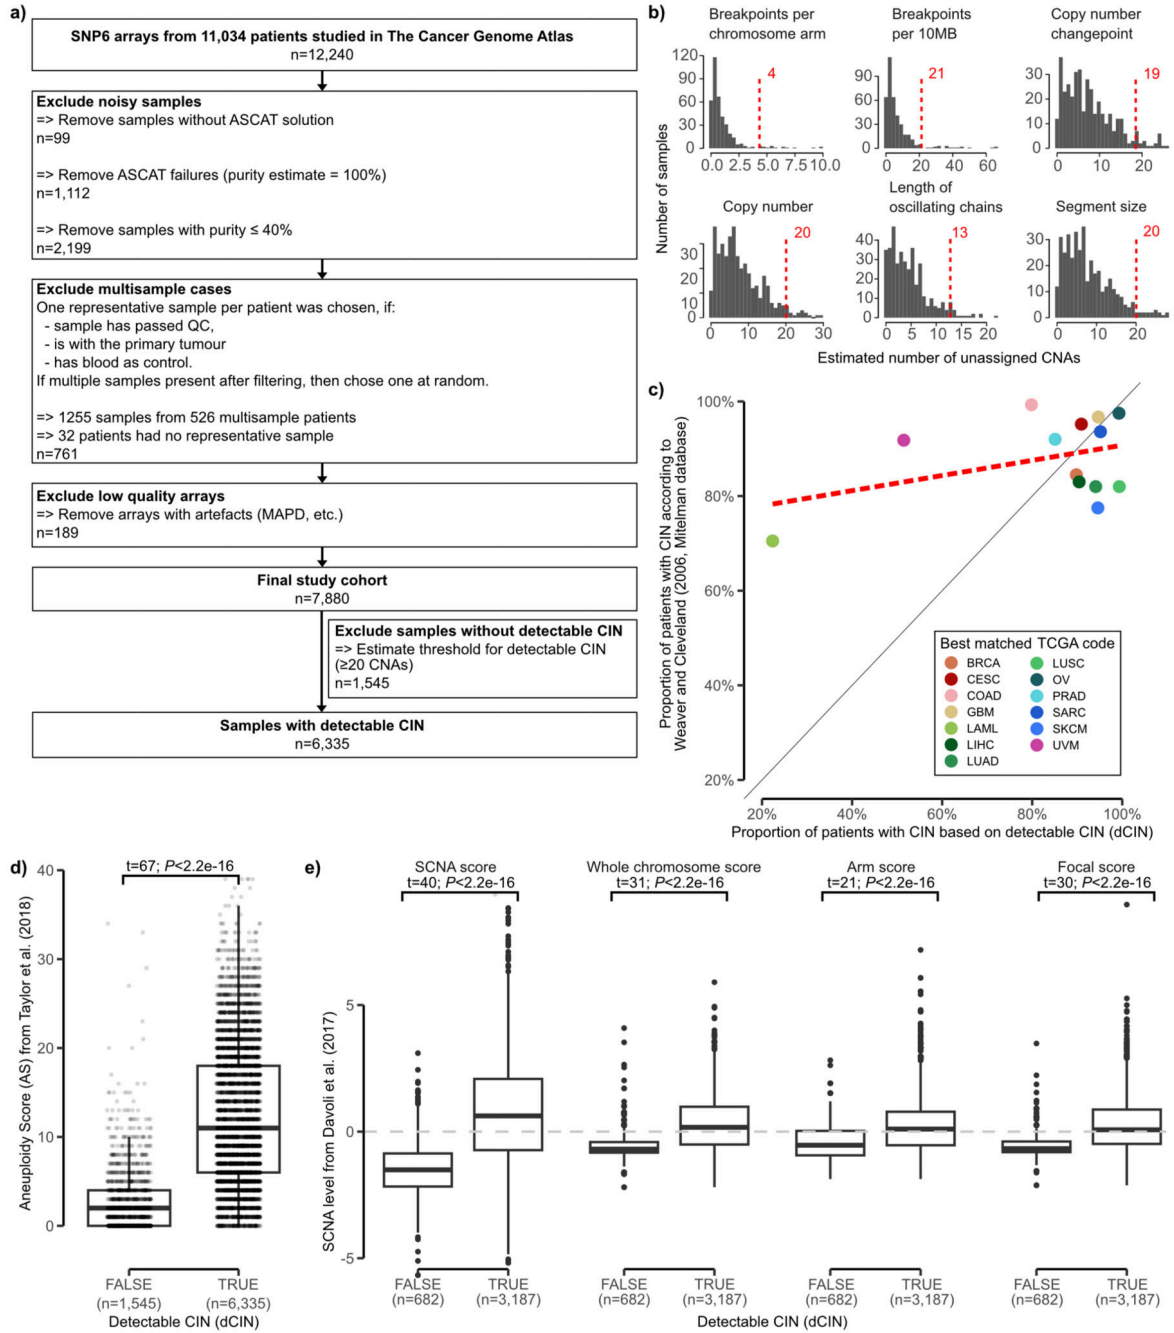 a)
SNP6 arrays from 11,034 patients studied in The Cancer Genome Atlas
n=12,240
Exclude noisy samples
=> Remove samples without ASCAT solution
n=99
=> Remove ASCAT failures (purity estimate = 100%)
n=1,112
=> Remove samples with purity ≤ 40%
n=2,199
Exclude multisample cases
One representative sample per patient was chosen, if:
- sample has passed QC,
- is with the primary tumour
- has blood as control.
If multiple samples present after filtering, then chose one at random.
=> 1255 samples from 526 multisample patients
=> 32 patients had no representative sample
n=761
Exclude low quality arrays
=> Remove arrays with artefacts (MAPD, etc.)
n=189
Final study cohort
n=7,880
Exclude samples without detectable CIN
=> Estimate threshold for detectable CIN
(≥20 CNAs)
n=1,545
Samples with detectable CIN
n=6,335
b)
Number of samples
Breakpoints per
chromosome arm
120
90
60
30
0
4
0.0 2.5 5.0 7.5 10.0
Breakpoints
per 10MB
90
60
30
0
21
0 20 40 60
Copy number
changepoint
30
20
10
0
19
0 10 20
Copy number
30
20
10
0
20
0 10 20 30
Length of
oscillating chains
40
30
20
10
0
13
0 5 10 15 20
Segment size
30
20
10
0
20
0 10 20
Estimated number of unassigned CNAs
c)
Proportion of patients with CIN according to
Weaver and Cleveland (2006, Mitelman database)
100%
80%
60%
40%
20%
Best matched TCGA code
BRCA
CESC
COAD
GBM
LAML
LIHC
LUAD
LUSC
OV
PRAD
SARC
SKCM
UVM
20% 40% 60% 80% 100%
Proportion of patients with CIN based on detectable CIN (dCIN)
d)
Aneuploidy Score (AS) from Taylor et al. (2018)
t=67; P<2.2e-16
40
30
20
10
0
FALSE
(n=1,545)
TRUE
(n=6,335)
Detectable CIN (dCIN)
e)
SCNA level from Davoli et al. (2017)
5
0
-5
SCNA score
t=40; P<2.2e-16
FALSE
(n=682)
TRUE
(n=3,187)
Whole chromosome score
t=31; P<2.2e-16
FALSE
(n=682)
TRUE
(n=3,187)
Arm score
t=21; P<2.2e-16
FALSE
(n=682)
TRUE
(n=3,187)
Focal score
t=30; P<2.2e-16
FALSE
(n=682)
TRUE
(n=3,187)
Detectable CIN (dCIN)